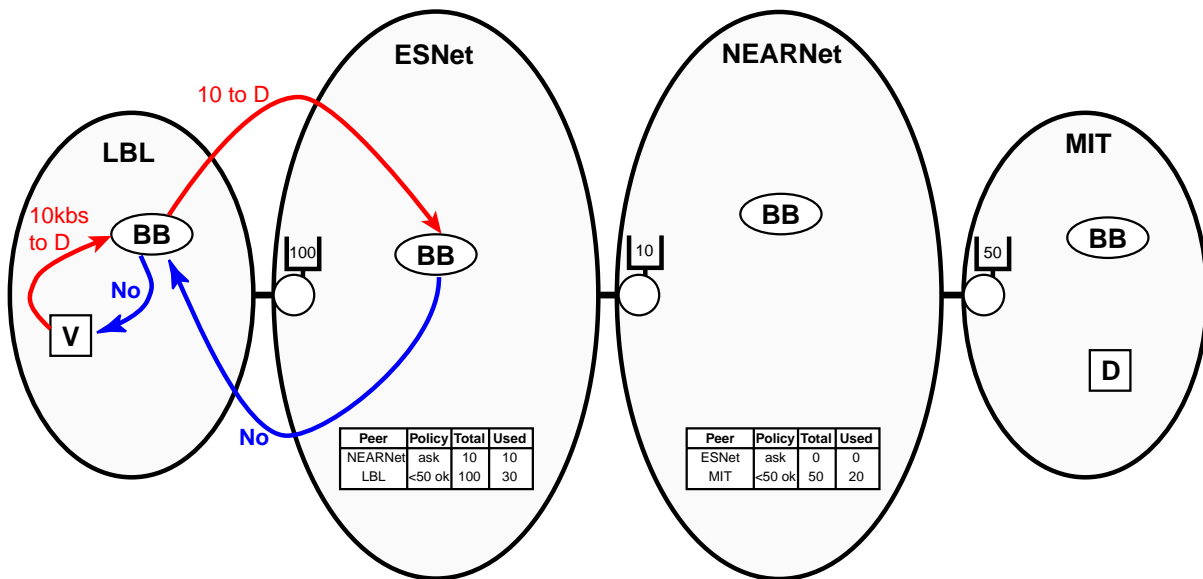 ESNet
NEARNet
LBL
MIT
10 to D
10kbs
to D
BB
BB
BB
BB
100
10
50
No
V
D
No
Peer Policy Total Used
NEARNet ask 10 10
LBL <50 ok 100 30
Peer Policy Total Used
ESNet ask 0 0
MIT <50 ok 50 20